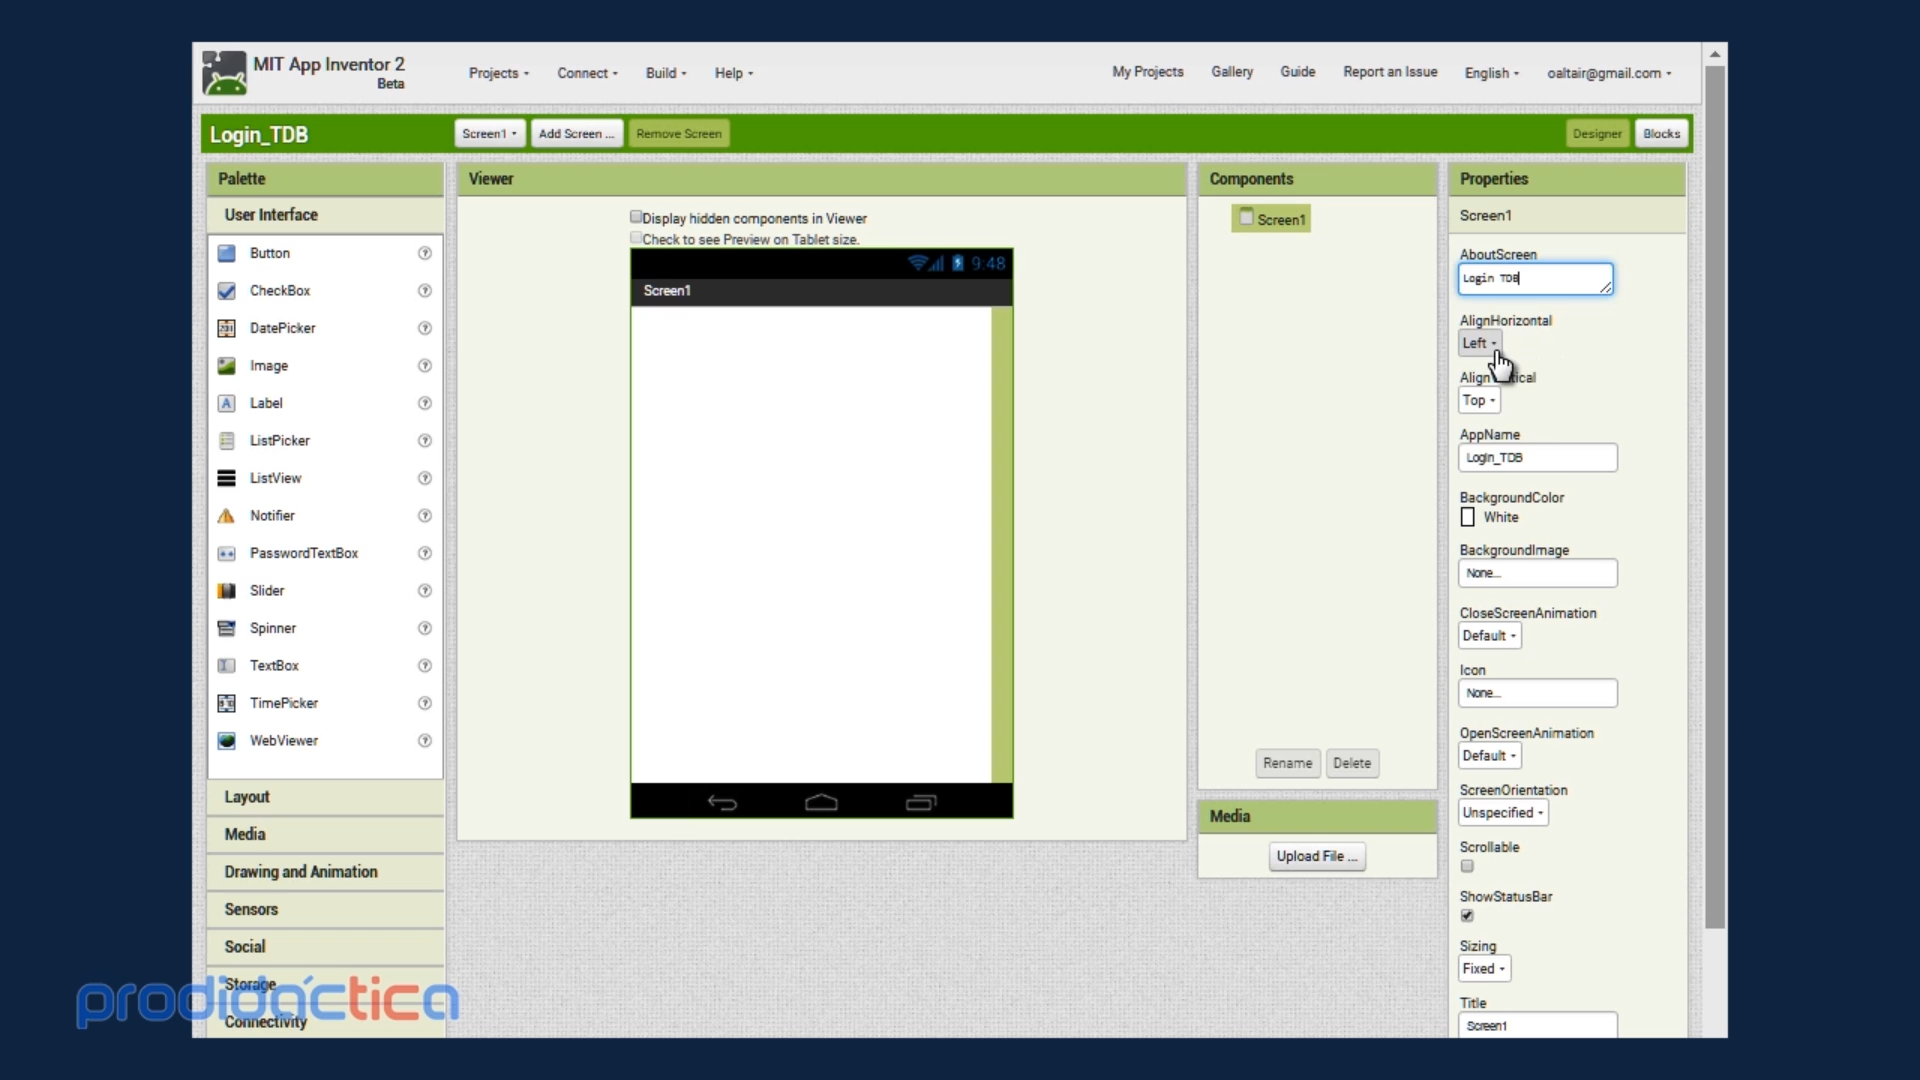 MIT App Inventor 2
Beta
Projects
Connect
Build
Help
My Projects
Gallery
Guide
Report an Issue
English
oaltair@gmail.com
Login_TDB
Screen1
Add Screen ...
Remove Screen
Designer
Blocks
Palette
User Interface
Button
CheckBox
DatePicker
Image
Label
ListPicker
ListView
Notifier
PasswordTextBox
Slider
Spinner
TextBox
TimePicker
WebViewer
Layout
Media
Drawing and Animation
Sensors
Social
Storage
Connectivity
Viewer
Display hidden components in Viewer
Check to see Preview on Tablet size.
9:48
Screen1
Components
Screen1
Rename
Delete
Media
Upload File ...
Properties
Screen1
AboutScreen
Login TDB
AlignHorizontal
Left
Top
AppName
Login_TDB
BackgroundColor
White
BackgroundImage
None...
CloseScreenAnimation
Default
Icon
None...
OpenScreenAnimation
Default
ScreenOrientation
Unspecified
Scrollable
ShowStatusBar
Sizing
Fixed
Title
Screen1
prodidáctica